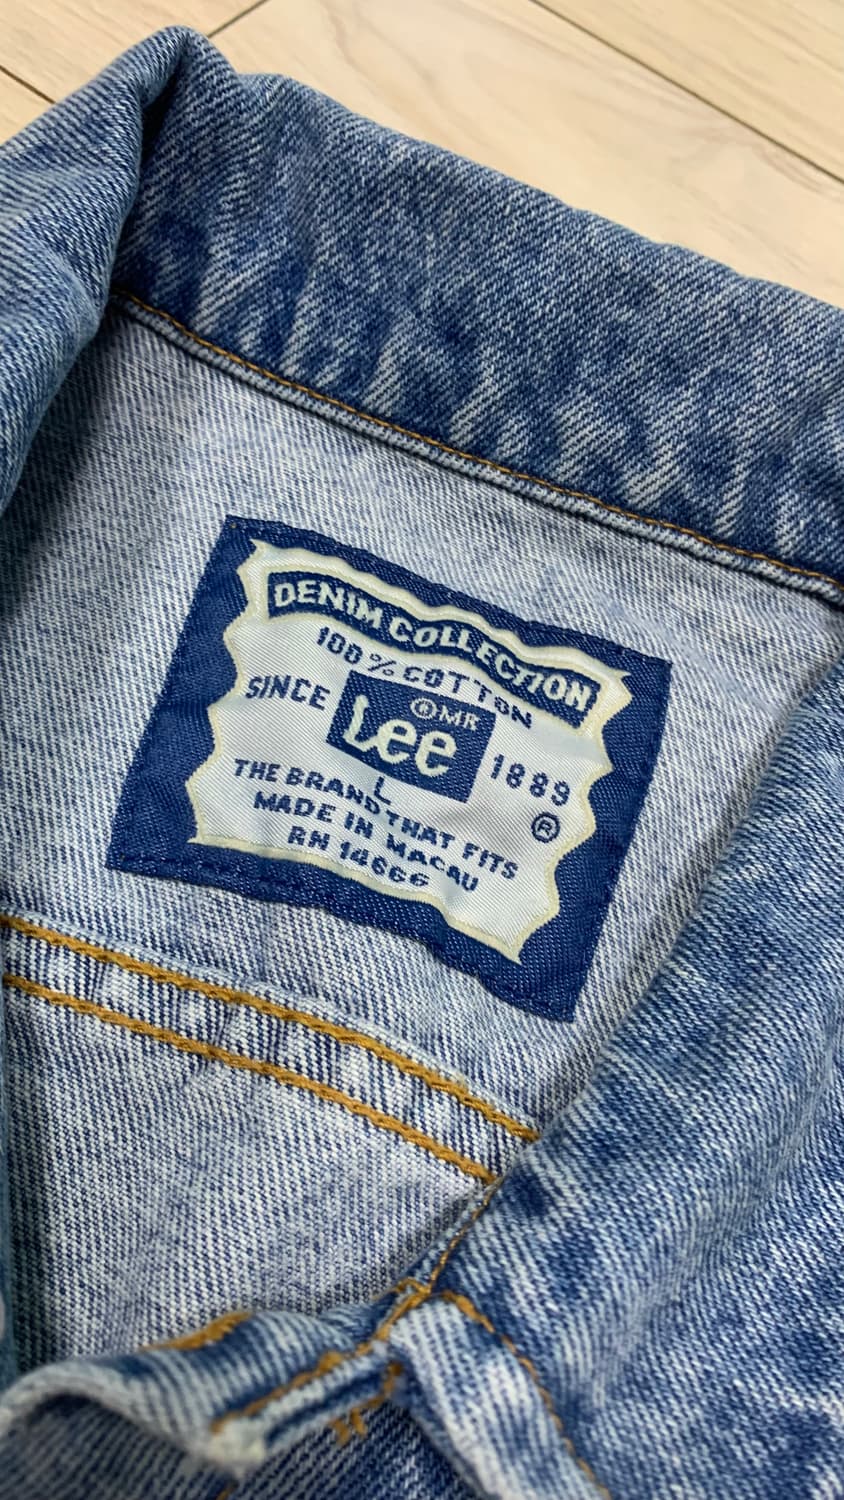 DENIM COLLECTION
100% COTTON
SINCE Lee ® MR 1889
L ®
THE BRAND THAT FITS
MADE IN MACAU
RN 14666